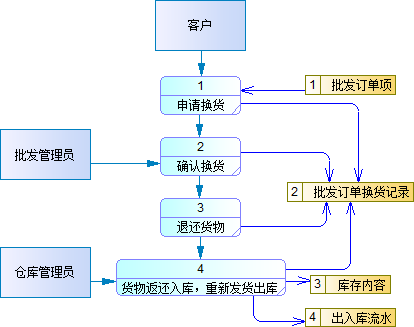 客户
1
申请换货
1 批发订单项
批发管理员
2
确认换货
2 批发订单换货记录
3
退还货物
仓库管理员
4
货物返还入库，重新发货出库
3 库存内容
4 出入库流水